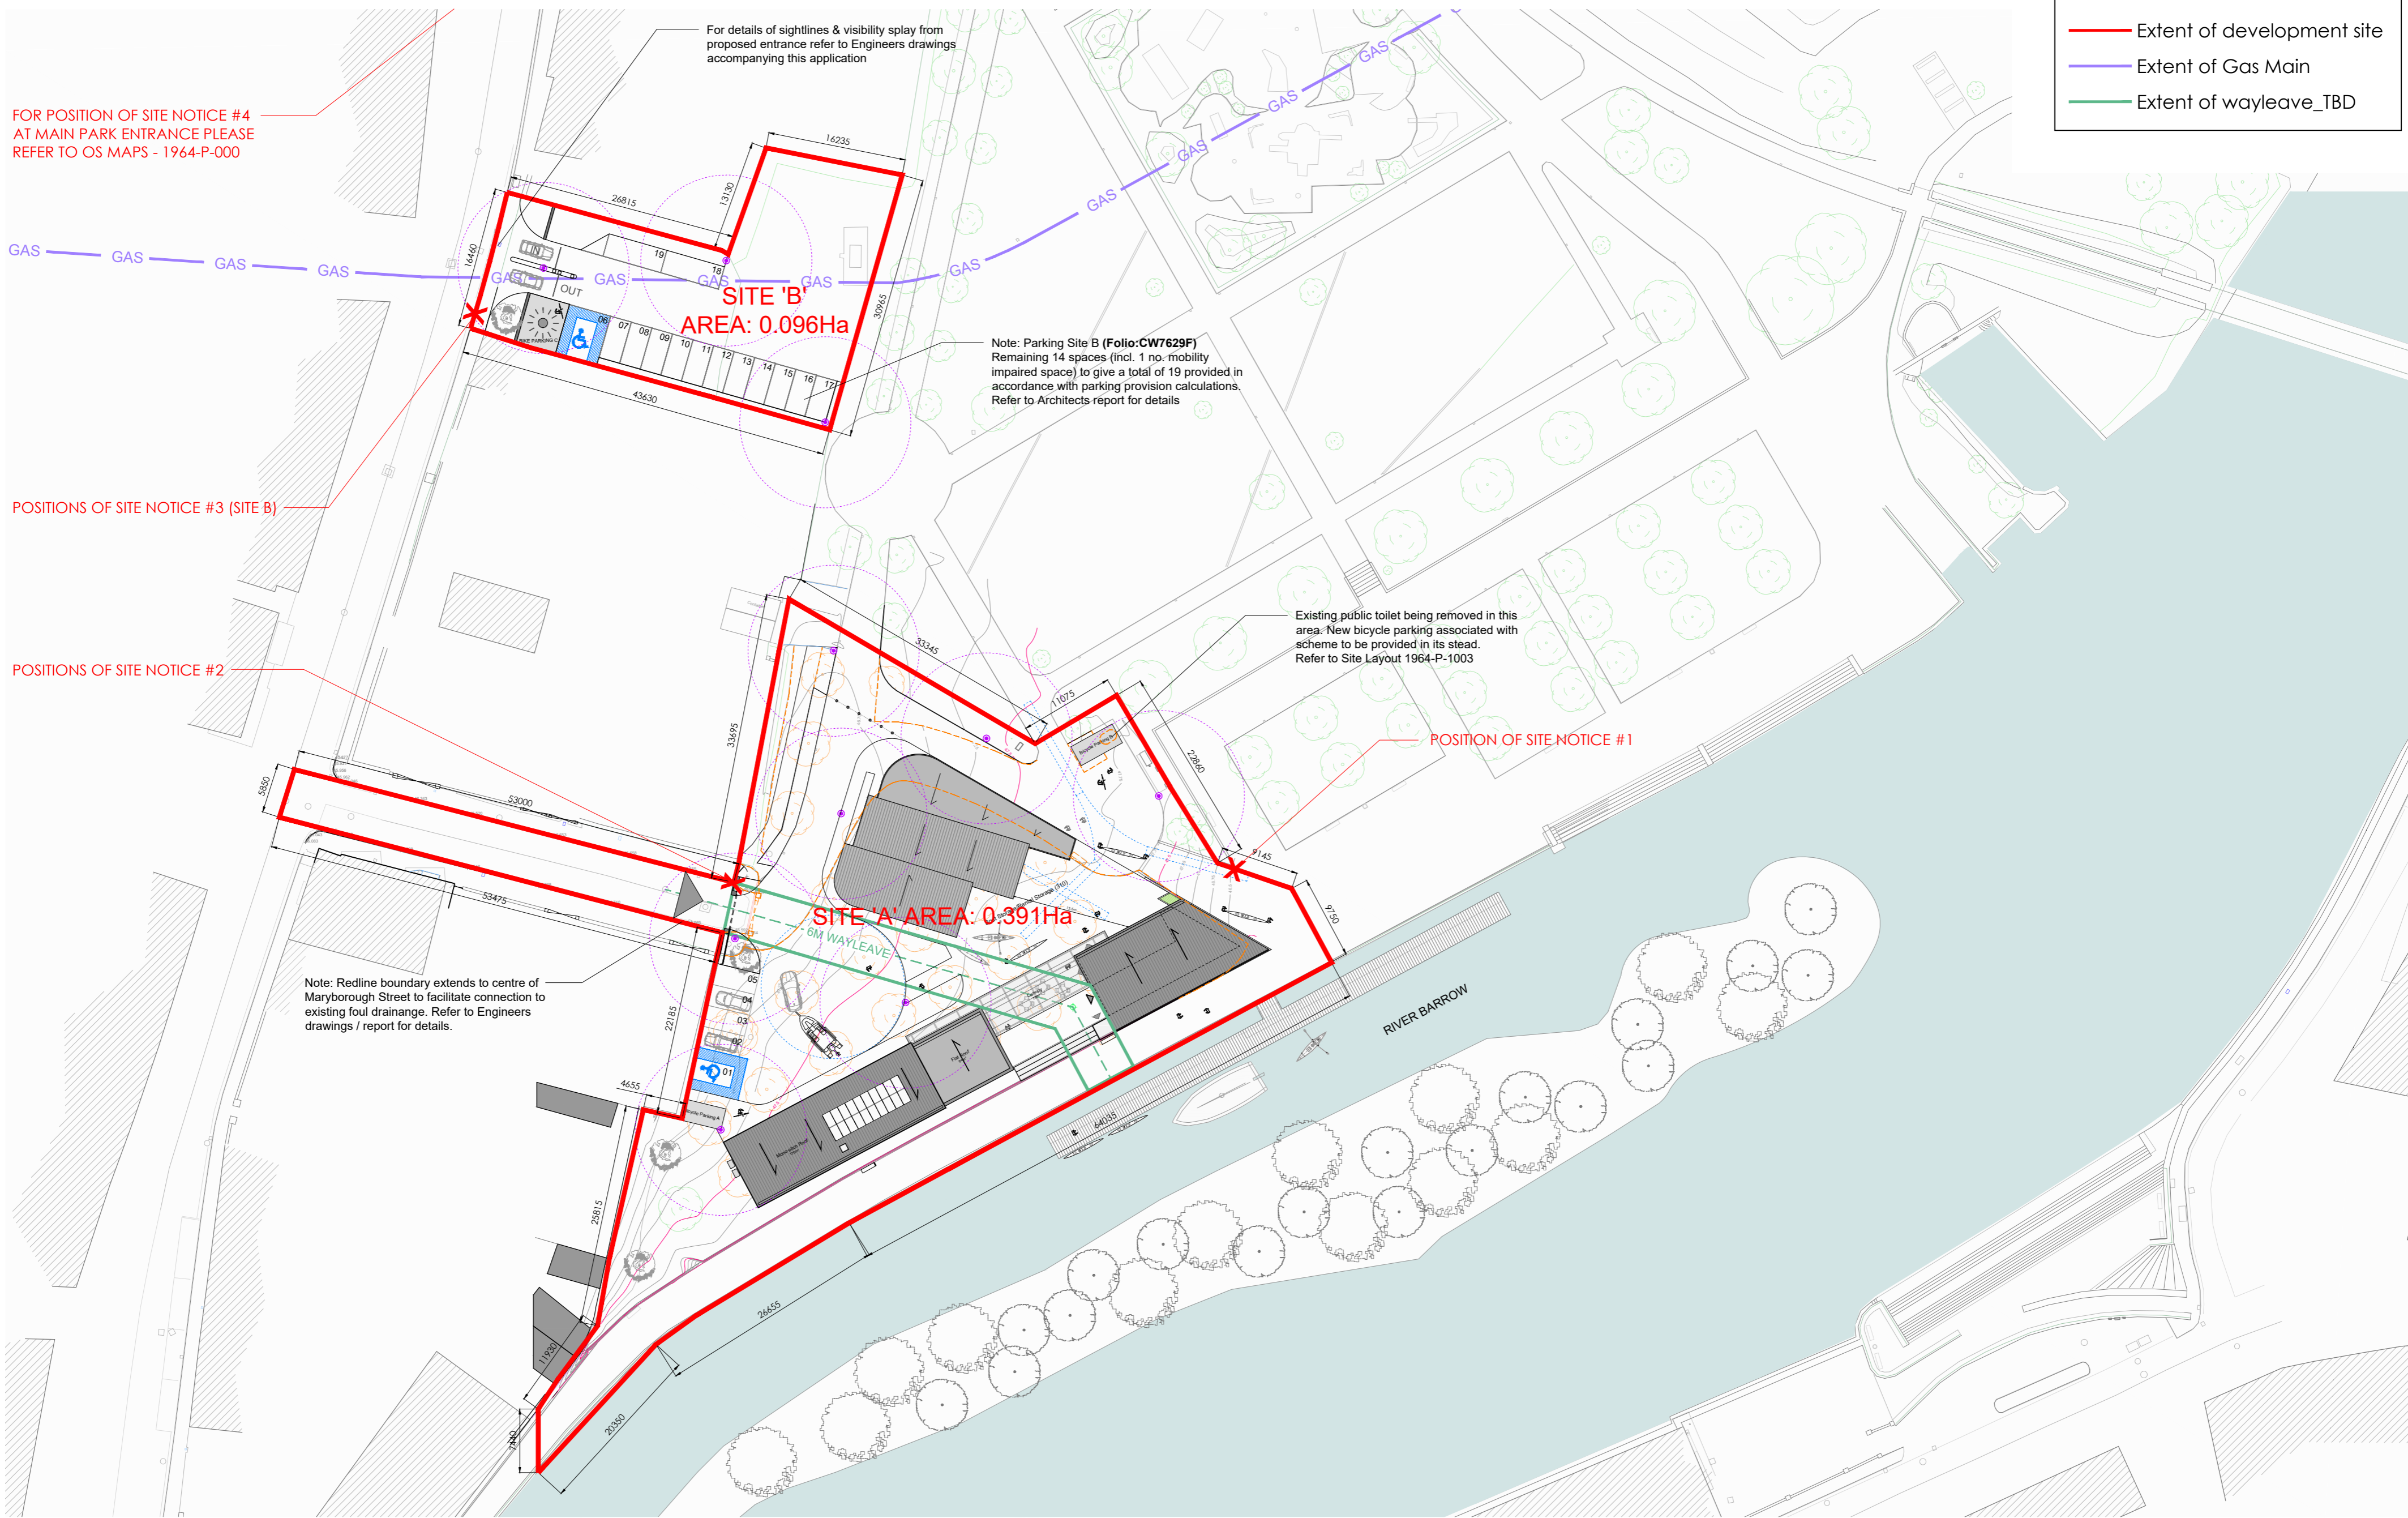 Extent of development site
Extent of Gas Main
Extent of wayleave_TBD
For details of sightlines & visibility splay from
proposed entrance refer to Engineers drawings
accompanying this application
FOR POSITION OF SITE NOTICE #4
AT MAIN PARK ENTRANCE PLEASE
REFER TO OS MAPS - 1964-P-000
GAS
GAS
GAS
GAS
GAS
GAS
GAS
GAS
GAS
GAS
GAS
GAS
GAS
16235
13130
26815
16460
30965
43630
IN
OUT
19
18
SITE 'B'
AREA: 0.096Ha
BIKE PARKING C
06
07
08
09
10
11
12
13
14
15
16
17
Note: Parking Site B (Folio:CW7629F)
Remaining 14 spaces (incl. 1 no. mobility
impaired space) to give a total of 19 provided in
accordance with parking provision calculations.
Refer to Architects report for details
POSITIONS OF SITE NOTICE #3 (SITE B)
POSITIONS OF SITE NOTICE #2
Existing public toilet being removed in this
area. New bicycle parking associated with
scheme to be provided in its stead.
Refer to Site Layout 1964-P-1003
POSITION OF SITE NOTICE #1
33345
11075
33695
22860
Bicycle Parking B
5850
53000
53475
9145
9750
SITE 'A' AREA: 0.391Ha
6M WAYLEAVE
Note: Redline boundary extends to centre of
Maryborough Street to facilitate connection to
existing foul drainange. Refer to Engineers
drawings / report for details.
22185
05
04
03
02
01
4655
Bicycle Parking A
RIVER BARROW
64035
25815
26655
11930
20350
7440